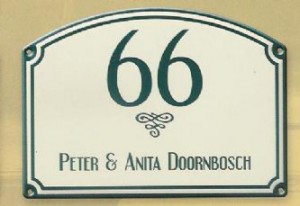 66
PETER & ANITA DOORNBOSCH